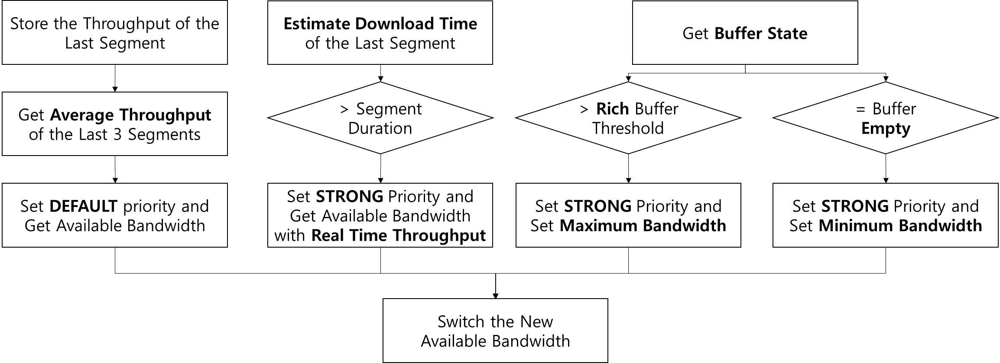 Store the Throughput of the
Last Segment
Estimate Download Time
of the Last Segment
Get Buffer State
Get Average Throughput
of the Last 3 Segments
> Segment
Duration
> Rich Buffer
Threshold
= Buffer
Empty
Set DEFAULT priority and
Get Available Bandwidth
Set STRONG Priority and
Get Available Bandwidth
with Real Time Throughput
Set STRONG Priority and
Set Maximum Bandwidth
Set STRONG Priority and
Set Minimum Bandwidth
Switch the New
Available Bandwidth